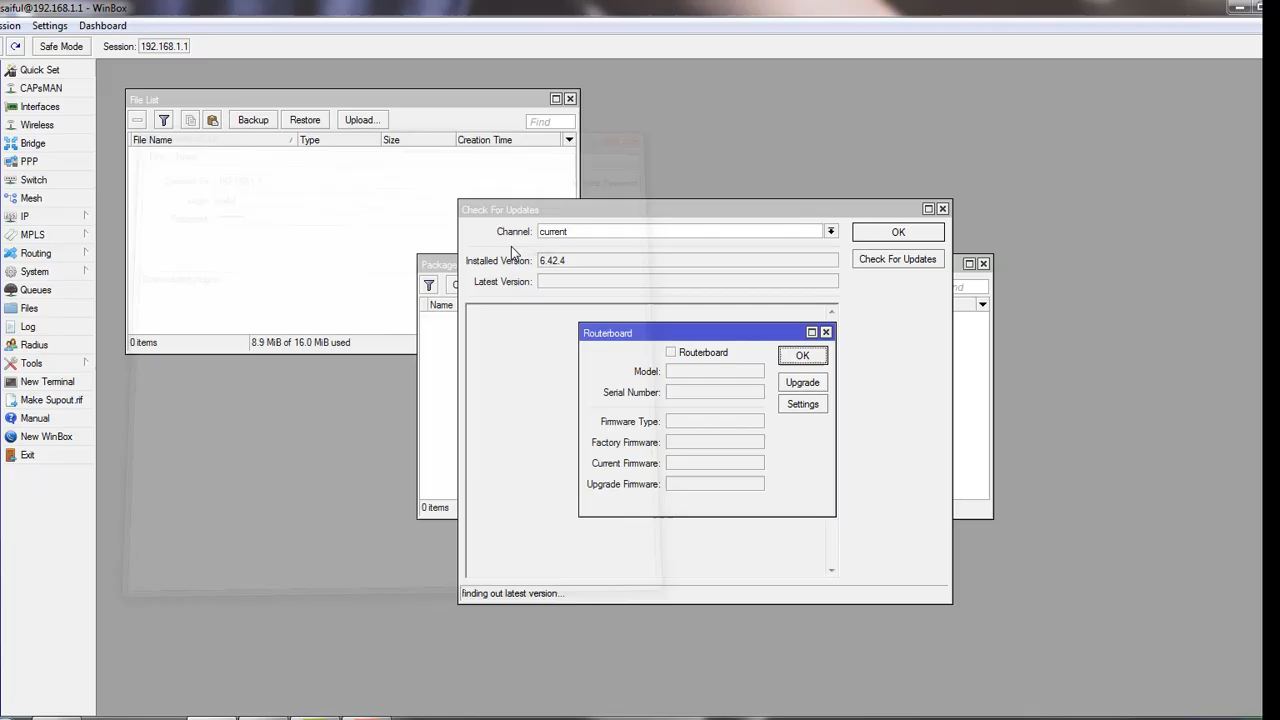 saiful@192.168.1.1 - WinBox
ssion Settings Dashboard
Safe Mode Session: 192.168.1.1
Quick Set
CAPsMAN
Interfaces
Wireless
Bridge
PPP
Switch
Mesh
IP
MPLS
Routing
System
Queues
Files
Log
Radius
Tools
New Terminal
Make Supout.rif
Manual
New WinBox
Exit
File List
Backup Restore Upload... Find
File Name / Type Size Creation Time
0 items 8.9 MiB of 16.0 MiB used
Package
nd
Name
0 items
Check For Updates
Channel: current OK
Installed Version: 6.42.4 Check For Updates
Latest Version:
Routerboard
Routerboard OK
Model:
Upgrade
Serial Number:
Settings
Firmware Type:
Factory Firmware:
Current Firmware:
Upgrade Firmware:
finding out latest version...